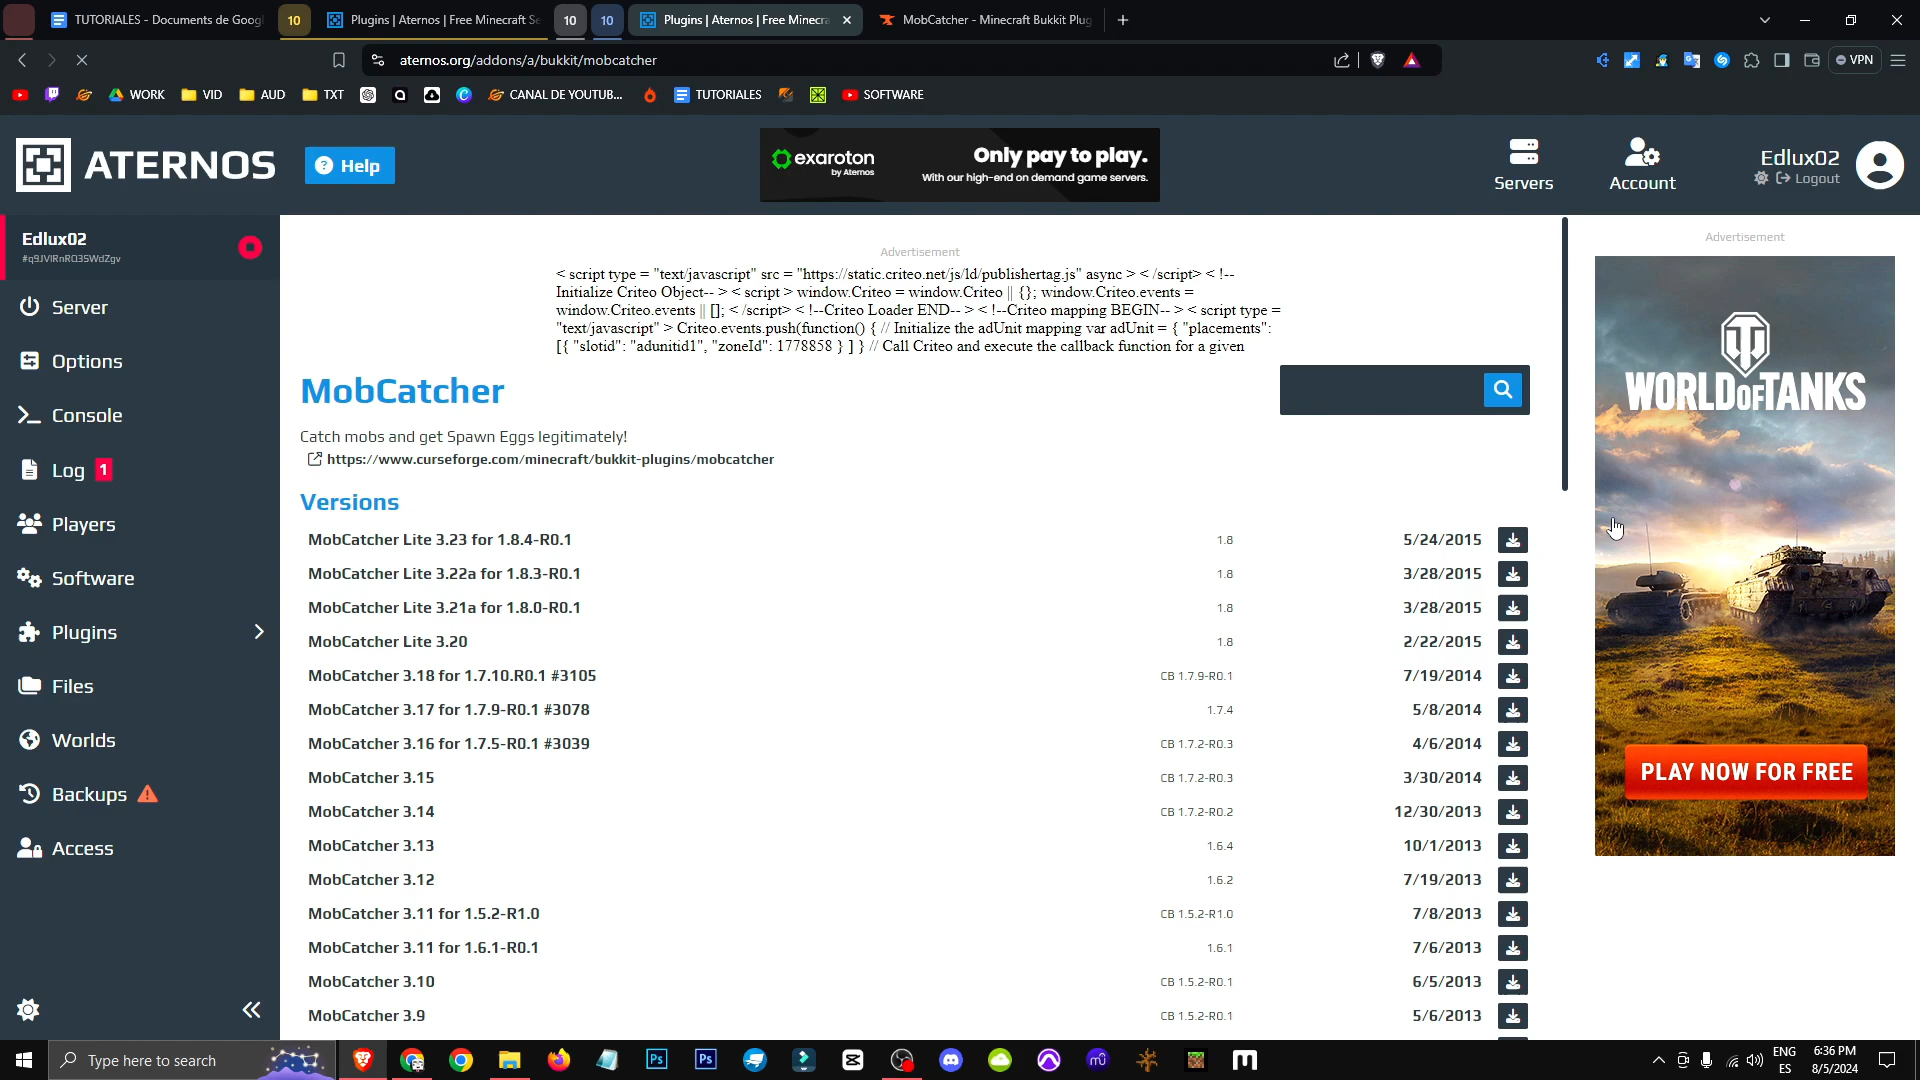 TUTORIALES - Documentos de Googl
10
Plugins | Aternos | Free Minecraft Se
10
10
Plugins | Aternos | Free Minecra
MobCatcher - Minecraft Bukkit Plug
aternos.org/addons/a/bukkit/mobcatcher
VPN
WORK
VID
AUD
TXT
CANAL DE YOUTUB...
TUTORIALES
SOFTWARE
ATERNOS
Help
exaroton
by Aternos
Only pay to play.
With our high-end on demand game servers.
Servers
Account
Edlux02
Logout
Edlux02
#q9JVIRnRQ3SWdZgv
Server
Options
Console
Log 1
Players
Software
Plugins
Files
Worlds
Backups
Access
Advertisement
< script type = "text/javascript" src = "https://static.criteo.net/js/ld/publishertag.js" async > < /script> < !--
Initialize Criteo Object-- > < script > window.Criteo = window.Criteo || {}; window.Criteo.events =
window.Criteo.events || []; < /script> < !--Criteo Loader END-- > < !--Criteo mapping BEGIN-- > < script type =
"text/javascript" > Criteo.events.push(function() { // Initialize the adUnit mapping var adUnit = { "placements":
[{ "slotid": "adunitid1", "zoneId": 1778858 } ] } // Call Criteo and execute the callback function for a given
MobCatcher
Catch mobs and get Spawn Eggs legitimately!
https://www.curseforge.com/minecraft/bukkit-plugins/mobcatcher
Versions
MobCatcher Lite 3.23 for 1.8.4-R0.1 1.8 5/24/2015
MobCatcher Lite 3.22a for 1.8.3-R0.1 1.8 3/28/2015
MobCatcher Lite 3.21a for 1.8.0-R0.1 1.8 3/28/2015
MobCatcher Lite 3.20 1.8 2/22/2015
MobCatcher 3.18 for 1.7.10.R0.1 #3105 CB 1.7.9-R0.1 7/19/2014
MobCatcher 3.17 for 1.7.9-R0.1 #3078 1.7.4 5/8/2014
MobCatcher 3.16 for 1.7.5-R0.1 #3039 CB 1.7.2-R0.3 4/6/2014
MobCatcher 3.15 CB 1.7.2-R0.3 3/30/2014
MobCatcher 3.14 CB 1.7.2-R0.2 12/30/2013
MobCatcher 3.13 1.6.4 10/1/2013
MobCatcher 3.12 1.6.2 7/19/2013
MobCatcher 3.11 for 1.5.2-R1.0 CB 1.5.2-R1.0 7/8/2013
MobCatcher 3.11 for 1.6.1-R0.1 1.6.1 7/6/2013
MobCatcher 3.10 CB 1.5.2-R0.1 6/5/2013
MobCatcher 3.9 CB 1.5.2-R0.1 5/6/2013
Advertisement
WORLD OF TANKS
PLAY NOW FOR FREE
Type here to search
Ps
Ps
ENG
ES
6:36 PM
8/5/2024